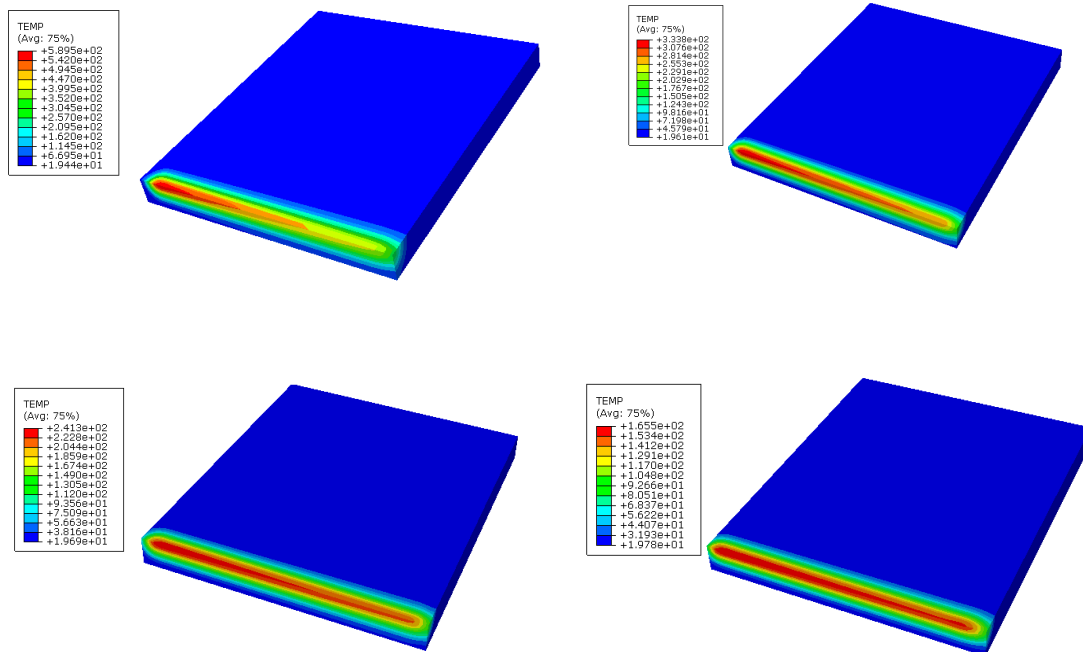 TEMP
(Avg: 75%)
+5.895e+02
+5.420e+02
+4.945e+02
+4.470e+02
+3.995e+02
+3.520e+02
+3.045e+02
+2.570e+02
+2.095e+02
+1.620e+02
+1.145e+02
+6.695e+01
+1.944e+01
TEMP
(Avg: 75%)
+3.338e+02
+3.076e+02
+2.814e+02
+2.553e+02
+2.291e+02
+2.029e+02
+1.767e+02
+1.505e+02
+1.243e+02
+9.816e+01
+7.198e+01
+4.579e+01
+1.961e+01
TEMP
(Avg: 75%)
+2.413e+02
+2.228e+02
+2.044e+02
+1.859e+02
+1.674e+02
+1.490e+02
+1.305e+02
+1.120e+02
+9.356e+01
+7.509e+01
+5.663e+01
+3.816e+01
+1.969e+01
TEMP
(Avg: 75%)
+1.655e+02
+1.534e+02
+1.412e+02
+1.291e+02
+1.170e+02
+1.048e+02
+9.266e+01
+8.051e+01
+6.837e+01
+5.622e+01
+4.407e+01
+3.193e+01
+1.978e+01